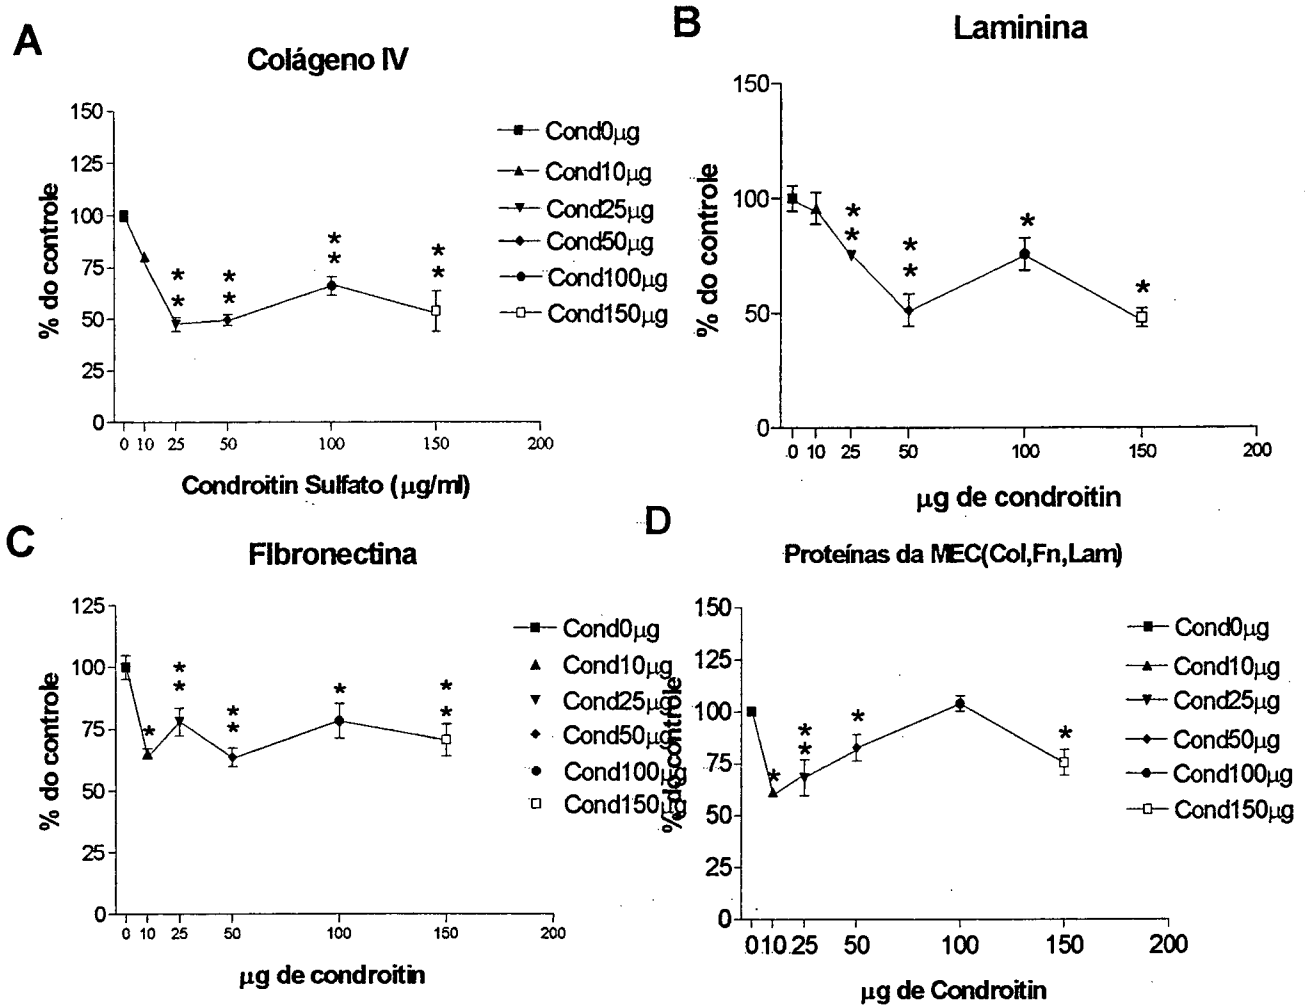 A
Colágeno IV
% do controle
150
125
100
75
50
25
0
* *
* *
* *
* *
0 10 25 50 100 150 200
Condroitin Sulfato (µg/ml)
Cond0µg
Cond10µg
Cond25µg
Cond50µg
Cond100µg
Cond150µg
B
Laminina
% do controle
150
100
50
0
* *
* *
*
*
0 10 25 50 100 150 200
µg de condroitin
C
FIbronectina
% do controle
125
100
75
50
25
0
*
* *
* *
*
* *
0 10 25 50 100 150 200
µg de condroitin
Cond0µg
Cond10µg
Cond25µg
Cond50µg
Cond100µg
Cond150µg
D
Proteínas da MEC(Col,Fn,Lam)
% do controle
150
125
100
75
50
25
0
*
* *
*
*
0 10 25 50 100 150 200
µg de Condroitin
Cond0µg
Cond10µg
Cond25µg
Cond50µg
Cond100µg
Cond150µg